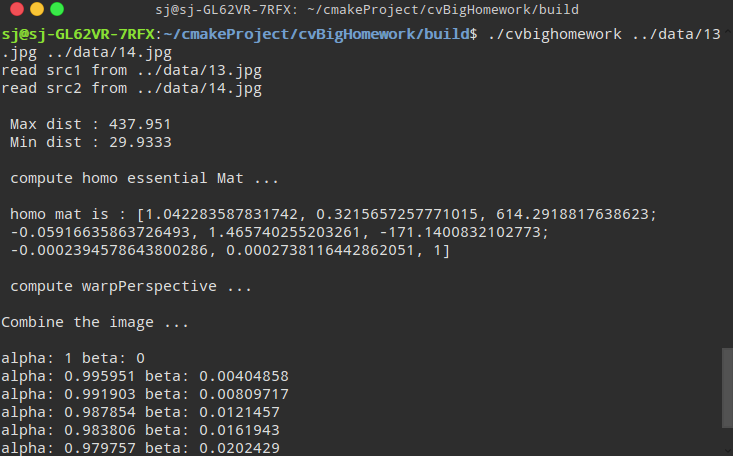 sj@sj-GL62VR-7RFX: ~/cmakeProject/cvBigHomework/build
sj@sj-GL62VR-7RFX:~/cmakeProject/cvBigHomework/build$ ./cvbighomework ../data/13
.jpg ../data/14.jpg
read src1 from ../data/13.jpg
read src2 from ../data/14.jpg
Max dist : 437.951
Min dist : 29.9333
compute homo essential Mat ...
homo mat is : [1.042283587831742, 0.3215657257771015, 614.2918817638623;
-0.05916635863726493, 1.465740255203261, -171.1400832102773;
-0.0002394578643800286, 0.0002738116442862051, 1]
compute warpPerspective ...
Combine the image ...
alpha: 1 beta: 0
alpha: 0.995951 beta: 0.00404858
alpha: 0.991903 beta: 0.00809717
alpha: 0.987854 beta: 0.0121457
alpha: 0.983806 beta: 0.0161943
alpha: 0.979757 beta: 0.0202429